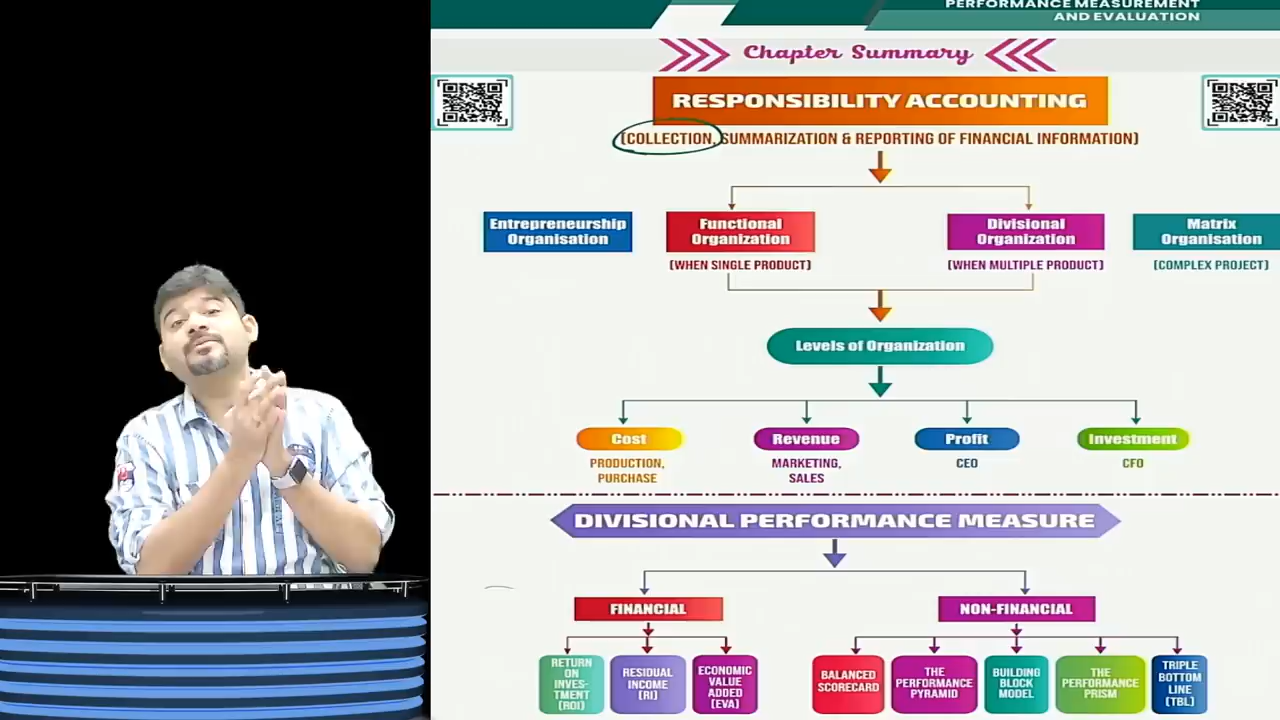 PERFORMANCE MEASUREMENT
AND EVALUATION
Chapter Summary
RESPONSIBILITY ACCOUNTING
(COLLECTION, SUMMARIZATION & REPORTING OF FINANCIAL INFORMATION)
Entrepreneurship
Organisation
Functional
Organization
(WHEN SINGLE PRODUCT)
Divisional
Organization
(WHEN MULTIPLE PRODUCT)
Matrix
Organisation
(COMPLEX PROJECT)
Levels of Organization
Cost
PRODUCTION,
PURCHASE
Revenue
MARKETING,
SALES
Profit
CEO
Investment
CFO
DIVISIONAL PERFORMANCE MEASURE
FINANCIAL
NON-FINANCIAL
RETURN
ON
INVES-
TMENT
(ROI)
RESIDUAL
INCOME
(RI)
ECONOMIC
VALUE
ADDED
(EVA)
BALANCED
SCORECARD
THE
PERFORMANCE
PYRAMID
BUILDING
BLOCK
MODEL
THE
PERFORMANCE
PRISM
TRIPLE
BOTTOM
LINE
(TBL)